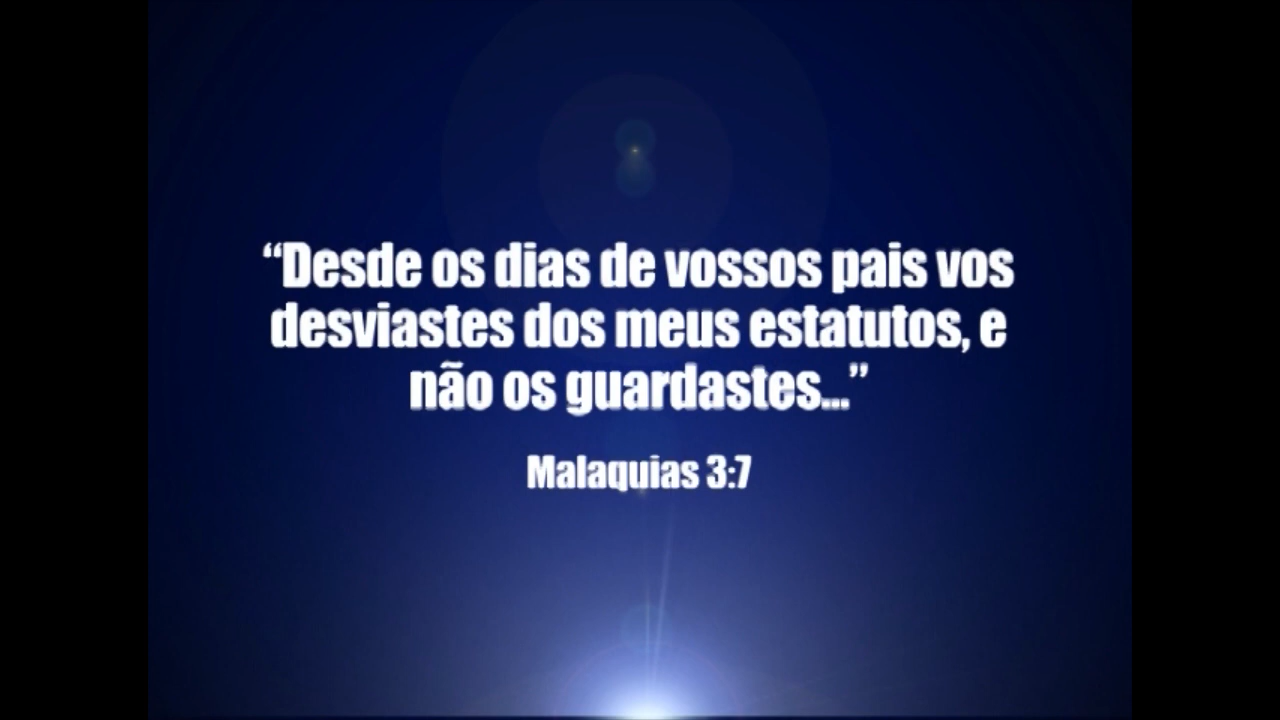 “Desde os dias de vossos pais vos
desviastes dos meus estatutos, e
não os guardastes...”
Malaquias 3:7